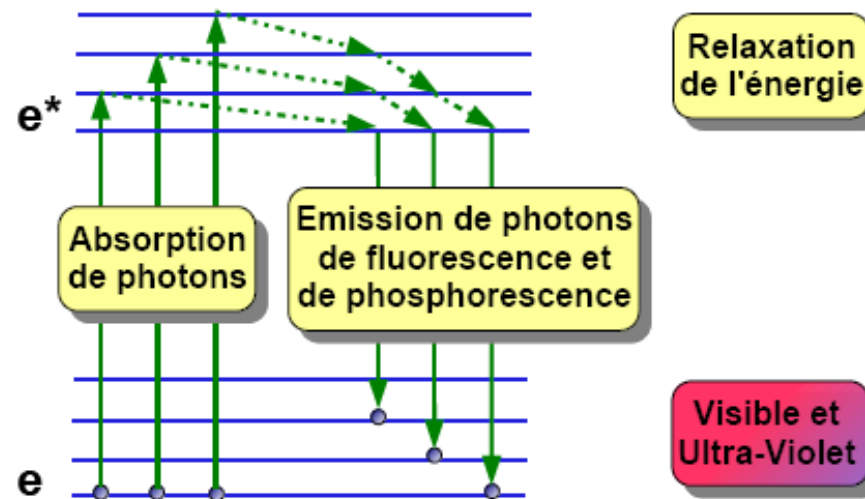 Relaxation
de l'énergie
e*
Absorption
de photons
Emission de photons
de fluorescence et
de phosphorescence
Visible et
Ultra-Violet
e